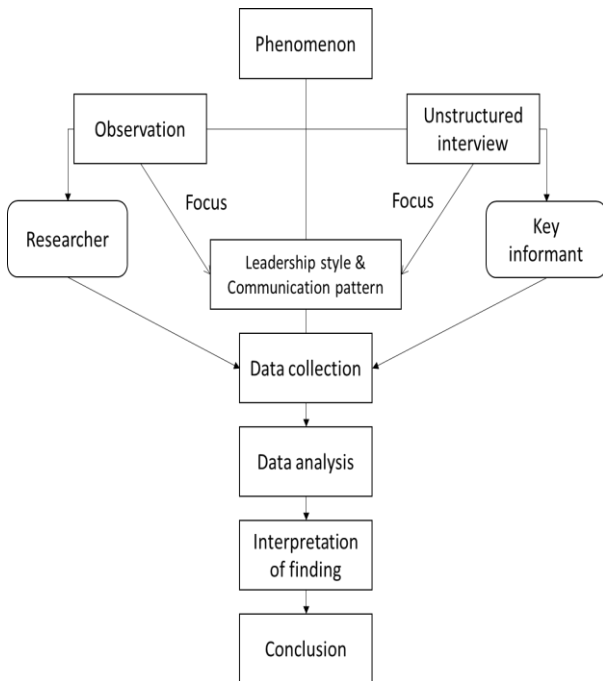 Phenomenon
Observation
Unstructured
interview
Focus
Focus
Researcher
Key
informant
Leadership style &
Communication pattern
Data collection
Data analysis
Interpretation
of finding
Conclusion